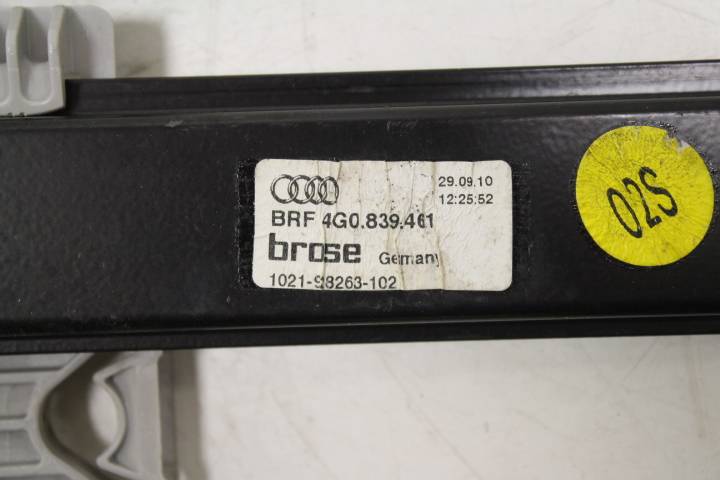 29.09.10
12:25:52
BRF 4G0.839.461
brose Germany
1021-98263-102
02S